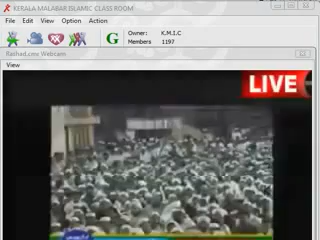 KERALA MALABAR ISLAMIC CLASS ROOM
File Edit View Option Action
G
Owner: K.M.I.C
Members 1197
Rashad.cms Webcam
View
LIVE